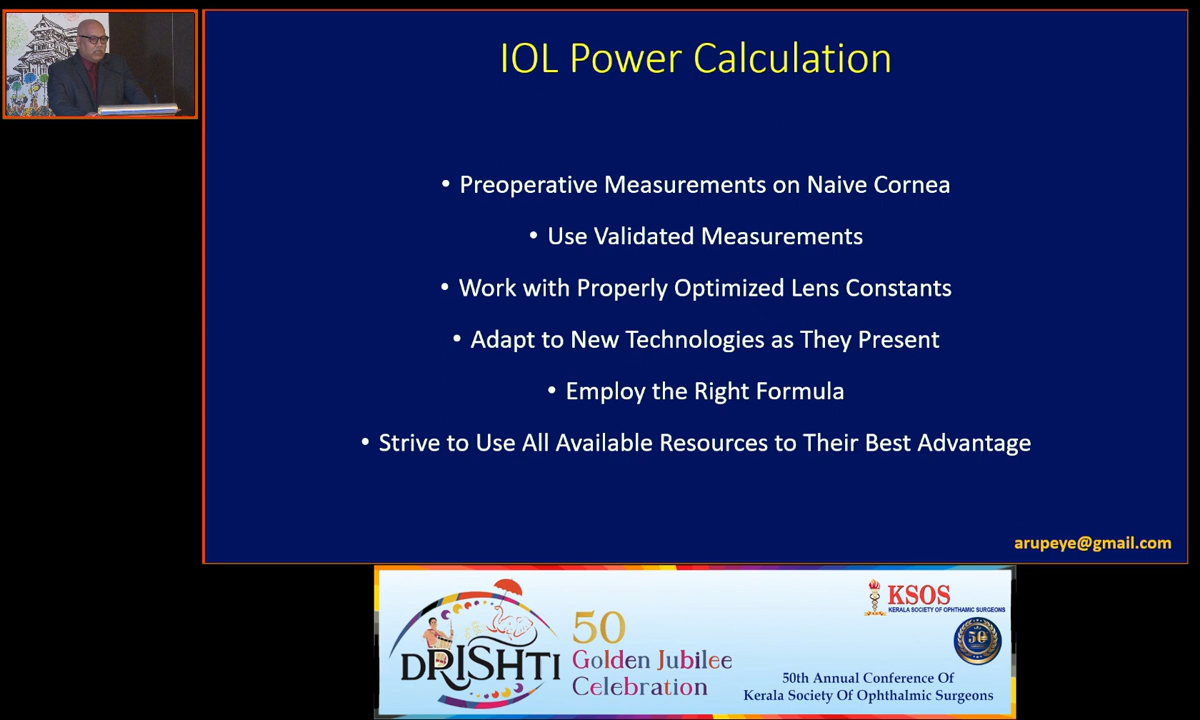 IOL Power Calculation
• Preoperative Measurements on Naive Cornea
• Use Validated Measurements
• Work with Properly Optimized Lens Constants
• Adapt to New Technologies as They Present
• Employ the Right Formula
• Strive to Use All Available Resources to Their Best Advantage
arupeye@gmail.com
DRISHTI
50
Golden Jubilee
Celebration
KSOS
KERALA SOCIETY OF OPHTHAMIC SURGEONS
50
50th Annual Conference Of
Kerala Society Of Ophthalmic Surgeons